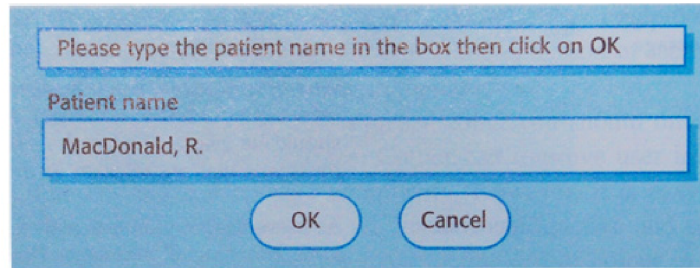 Please type the patient name in the box then click on OK
Patient name
MacDonald, R.
OK
Cancel